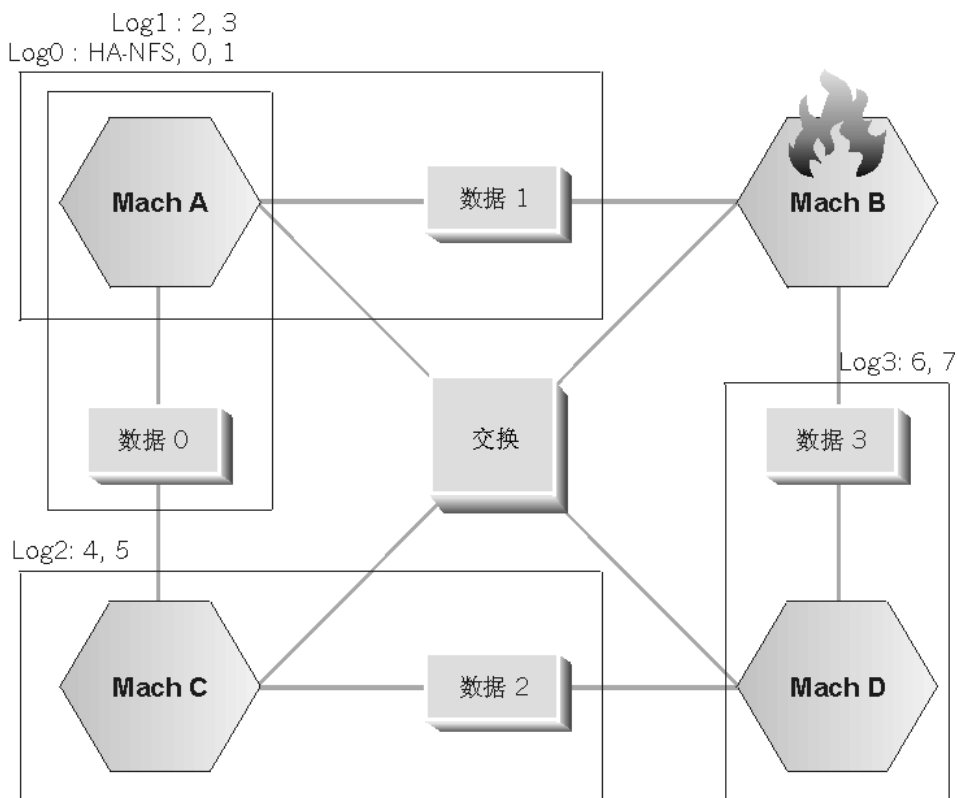 Log1 : 2, 3
Log0 : HA-NFS, 0, 1
Mach A
数据 1
Mach B
Log3: 6, 7
数据 0
交换
数据 3
Log2: 4, 5
Mach C
数据 2
Mach D